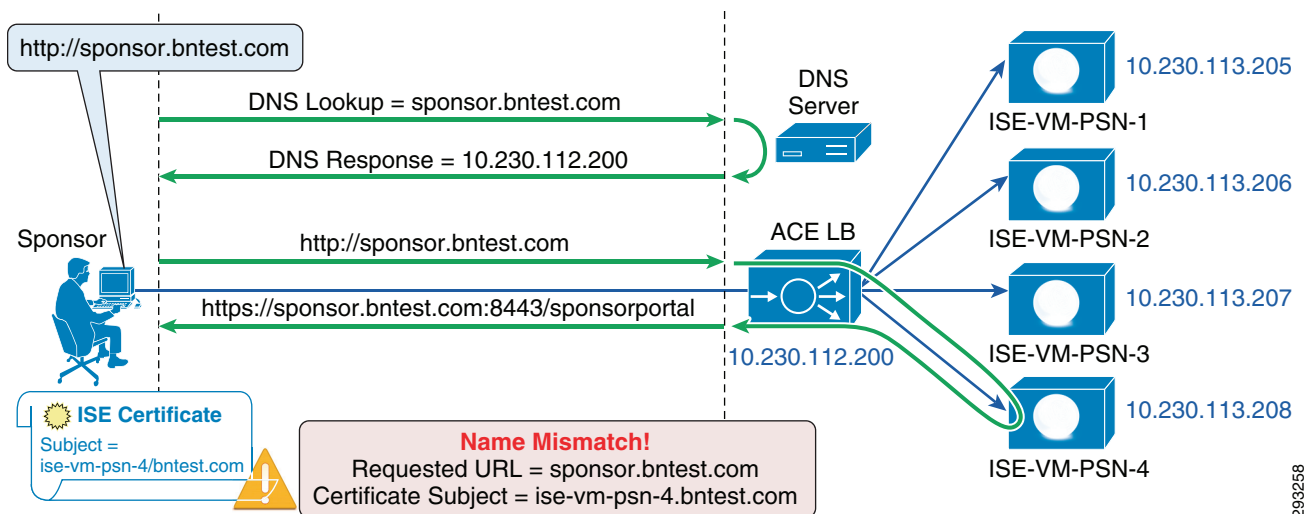 http://sponsor.bntest.com
DNS Lookup = sponsor.bntest.com
DNS Response = 10.230.112.200
DNS
Server
10.230.113.205
ISE-VM-PSN-1
10.230.113.206
ISE-VM-PSN-2
Sponsor
http://sponsor.bntest.com
https://sponsor.bntest.com:8443/sponsorportal
ACE LB
10.230.112.200
10.230.113.207
ISE-VM-PSN-3
10.230.113.208
ISE-VM-PSN-4
ISE Certificate
Subject =
ise-vm-psn-4/bntest.com
Name Mismatch!
Requested URL = sponsor.bntest.com
Certificate Subject = ise-vm-psn-4.bntest.com
293258